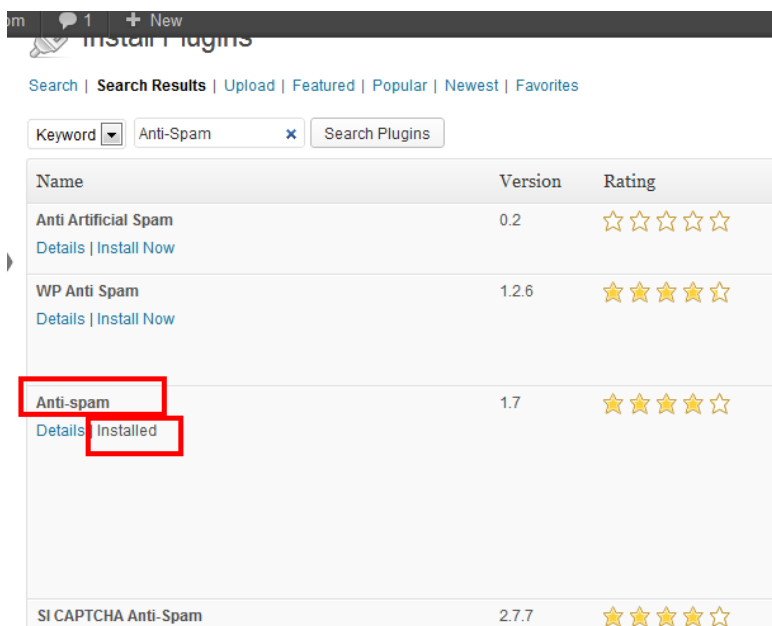 om 1 + New
Install Plugins
Search | Search Results | Upload | Featured | Popular | Newest | Favorites
Keyword Anti-Spam × Search Plugins
Name Version Rating
Anti Artificial Spam 0.2
Details | Install Now
WP Anti Spam 1.2.6
Details | Install Now
Anti-spam 1.7
Details | Installed
SI CAPTCHA Anti-Spam 2.7.7